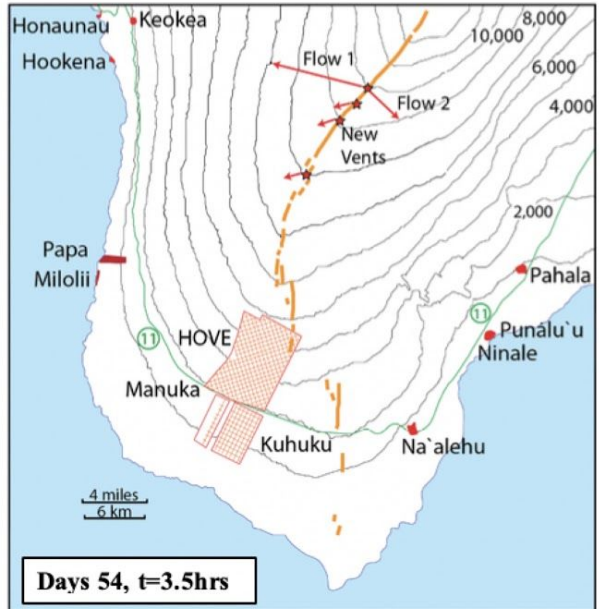 Honaunau
Keokea
8,000
10,000
Hookena
Flow 1
6,000
Flow 2
4,000
New
Vents
2,000
Papa
Milolii
Pahala
11
HOVE
11
Punálu`u
Ninale
Manuka
Kuhuku
Na`alehu
4 miles
6 km
Days 54, t=3.5hrs